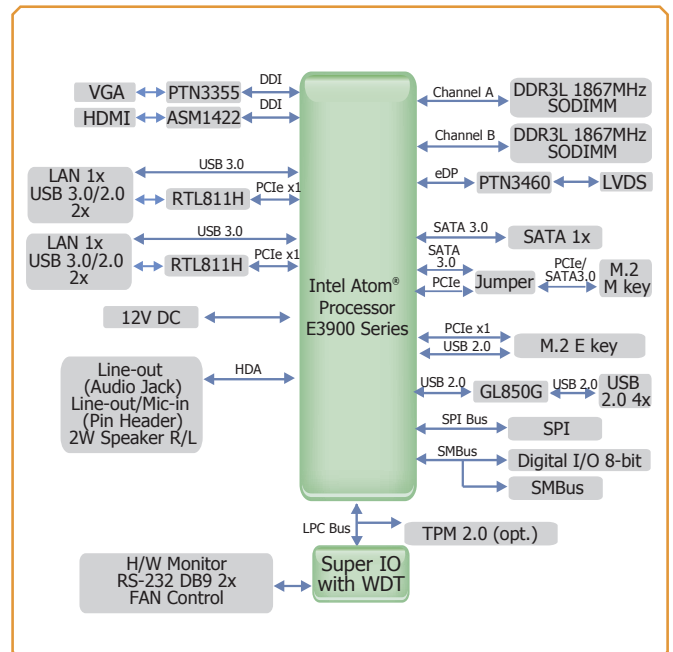 VGA
PTN3355
DDI
HDMI
ASM1422
DDI
LAN 1x
USB 3.0/2.0
2x
USB 3.0
RTL811H
PCIe x1
LAN 1x
USB 3.0/2.0
2x
USB 3.0
RTL811H
PCIe x1
12V DC
Line-out
(Audio Jack)
Line-out/Mic-in
(Pin Header)
2W Speaker R/L
HDA
Intel Atom®
Processor
E3900 Series
Channel A
DDR3L 1867MHz
SODIMM
Channel B
DDR3L 1867MHz
SODIMM
eDP
PTN3460
LVDS
SATA 3.0
SATA 1x
SATA
3.0
PCIe
Jumper
PCIe/
SATA3.0
M.2
M key
PCIe x1
USB 2.0
M.2 E key
USB 2.0
GL850G
USB 2.0
USB
2.0 4x
SPI Bus
SPI
SMBus
Digital I/O 8-bit
SMBus
LPC Bus
TPM 2.0 (opt.)
Super IO
with WDT
H/W Monitor
RS-232 DB9 2x
FAN Control